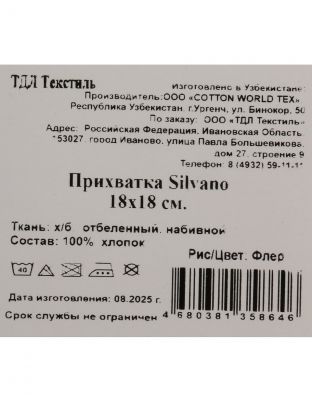 ТДЛ Текстиль
Изготовлено в Узбекистане
Производитель:ООО «COTTON WORLD TEX»
Республика Узбекистан. г.Ургенч, ул. Бинокор, 50
По заказу: ООО «ТДЛ Текстиль»
Адрес: Российская Федерация, Ивановская Область.
153027. город Иваново, улица Павла Большевикова.
дом 27. строение 9
Телефон: 8 (4932) 59-11-11
Прихватка Silvano
18x18 см.
Ткань: х/б отбеленный. набивной
Состав: 100% хлопок
Рис/Цвет. Флер
40
Дата изготовления: 08.2025 г.
Срок службы не ограничен
4 680381 358646